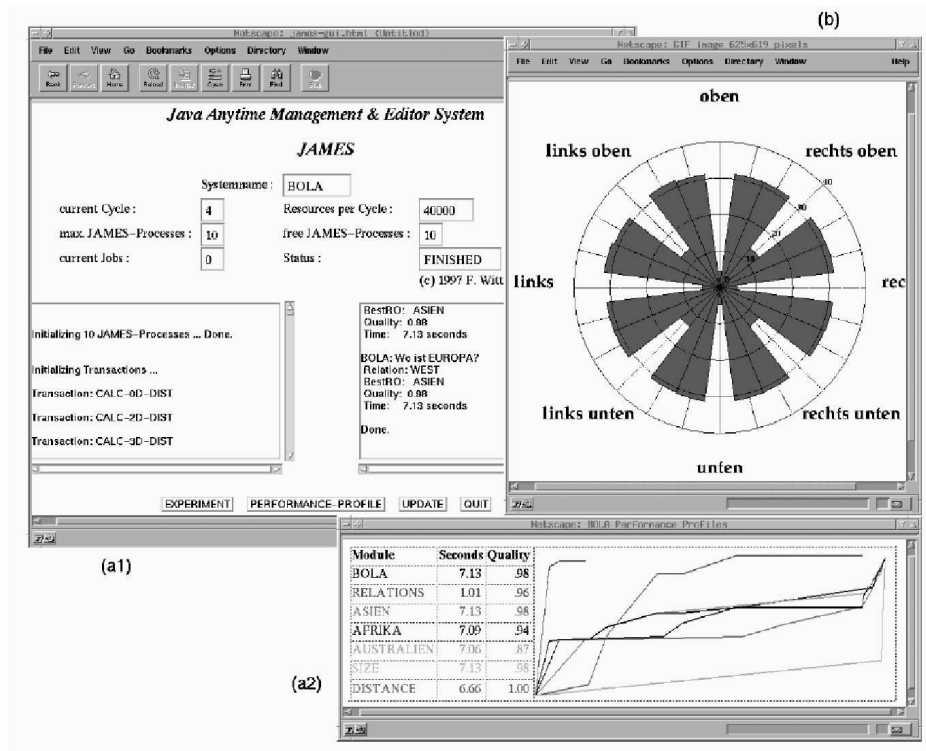 (b)
Netscape: james-gui.html (Untitled)
File Edit View Go Bookmarks Options Directory Window
Back Forward Home Reload Open Print Find Stop
Java Anytime Management & Editor System
JAMES
Systemname : BOLA
current Cycle : 4 Resources per Cycle : 40000
max. JAMES-Processes : 10 free JAMES-Processes : 10
current Jobs : 0 Status : FINISHED
(c) 1997 F. Witt
Initializing 10 JAMES-Processes ... Done.
Initializing Transactions ...
Transaction: CALC-0D-DIST
Transaction: CALC-2D-DIST
Transaction: CALC-3D-DIST
BestRO: ASIEN
Quality: 0.98
Time: 7.13 seconds
BOLA: Wo ist EUROPA?
Relation: WEST
BestRO: ASIEN
Quality: 0.98
Time: 7.13 seconds
Done.
EXPERIMENT PERFORMANCE-PROFILE UPDATE QUIT
(a1)
Netscape: GIF image 625x619 pixels
File Edit View Go Bookmarks Options Directory Window Help
oben
links oben rechts oben
40
30
20
10
links rec
links unten rechts unten
unten
Netscape: BOLA Performance Profiles
Module Seconds Quality
BOLA 7.13 .98
RELATIONS 1.01 .96
ASIEN 7.13 .98
AFRIKA 7.09 .94
AUSTRALIEN 7.06 .87
SIZE 7.13 .98
DISTANCE 6.66 1.00
(a2)